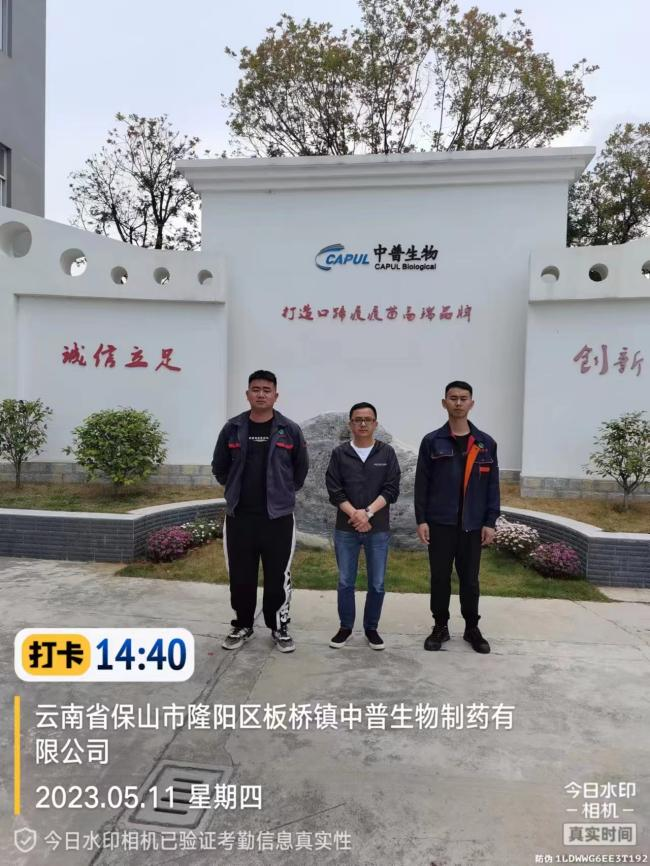 CAPUL 中普生物
CAPUL Biological
打造口蹄疫疫苗高端品牌
诚信立足
创新
打卡 14:40
云南省保山市隆阳区板桥镇中普生物制药有
限公司
2023.05.11 星期四
今日水印相机已验证考勤信息真实性
今日水印
-相机-
真实时间
防伪 1LDWWG6EE3T192